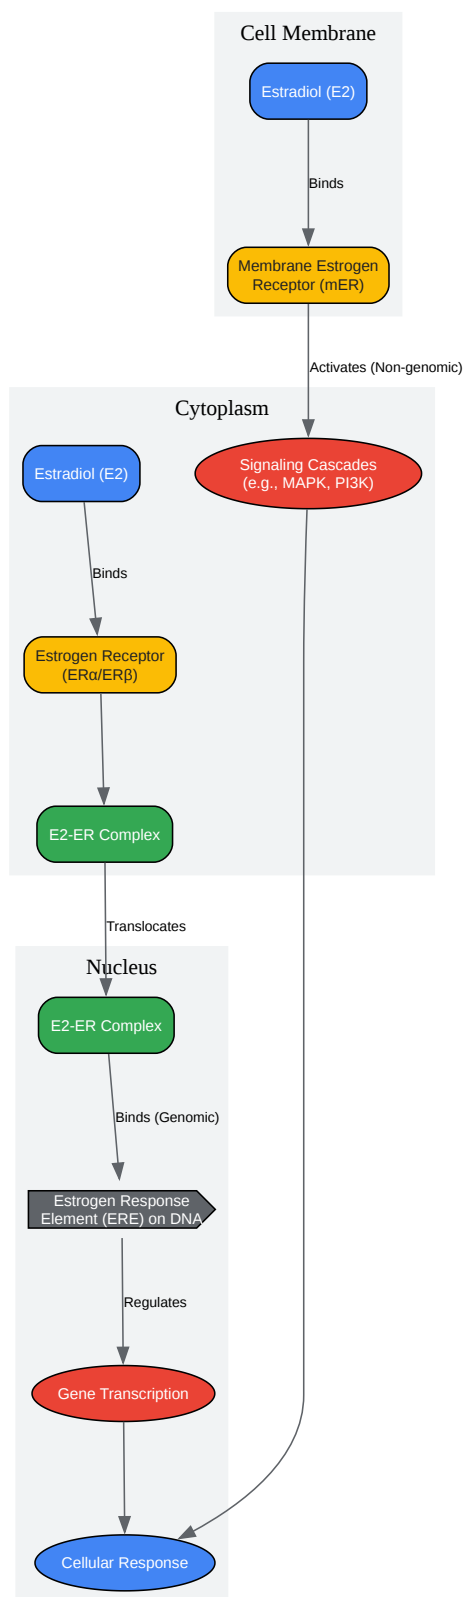 Cell Membrane
Estradiol (E2)
Binds
Membrane Estrogen
Receptor (mER)
Activates (Non-genomic)
Cytoplasm
Signaling Cascades
(e.g., MAPK, PI3K)
Estradiol (E2)
Binds
Estrogen Receptor
(ERα/ERβ)
E2-ER Complex
Translocates
Nucleus
E2-ER Complex
Binds (Genomic)
Estrogen Response
Element (ERE) on DNA
Regulates
Gene Transcription
Cellular Response